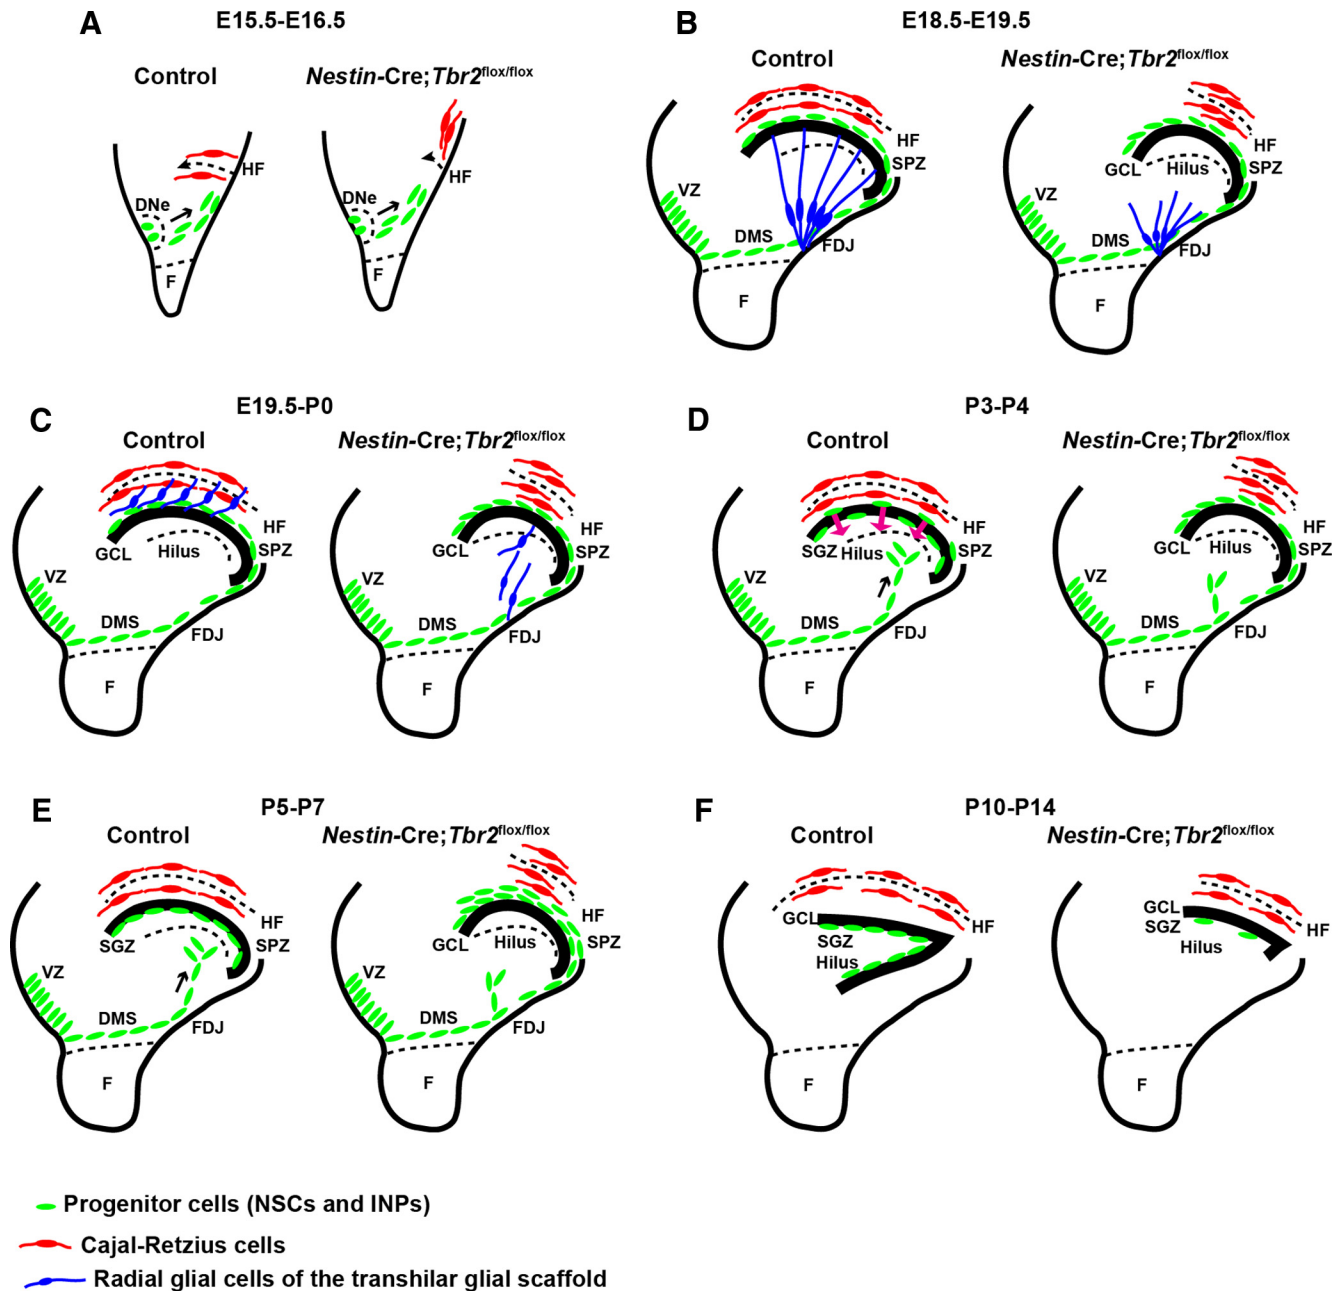 A
E15.5-E16.5
Control
Nestin-Cre;Tbr2flox/flox
HF
DNe
F
HF
DNe
F
B
E18.5-E19.5
Control
Nestin-Cre;Tbr2flox/flox
HF
SPZ
VZ
DMS
FDJ
F
HF
GCL
Hilus
SPZ
VZ
DMS
FDJ
F
C
E19.5-P0
Control
Nestin-Cre;Tbr2flox/flox
HF
GCL
Hilus
SPZ
VZ
DMS
FDJ
F
HF
GCL
SPZ
VZ
DMS
FDJ
F
D
P3-P4
Control
Nestin-Cre;Tbr2flox/flox
HF
SGZ
Hilus
SPZ
VZ
DMS
FDJ
F
HF
GCL
Hilus
SPZ
VZ
DMS
FDJ
F
E
P5-P7
Control
Nestin-Cre;Tbr2flox/flox
HF
SGZ
SPZ
VZ
DMS
FDJ
F
HF
GCL
Hilus
SPZ
VZ
DMS
FDJ
F
F
P10-P14
Control
Nestin-Cre;Tbr2flox/flox
GCL
HF
SGZ
Hilus
F
GCL
SGZ
HF
Hilus
F
Progenitor cells (NSCs and INPs)
Cajal-Retzius cells
Radial glial cells of the transhilar glial scaffold